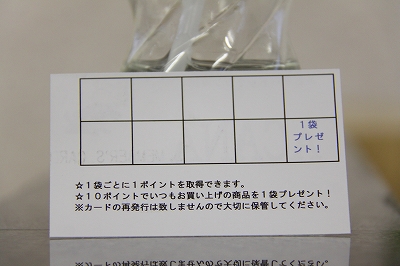 １袋
プレゼ
ント！
☆１袋ごとに１ポイントを取得できます。
☆１０ポイントでいつもお買い上げの商品を１袋プレゼント！
※カードの再発行は致しませんので大切に保管してください。